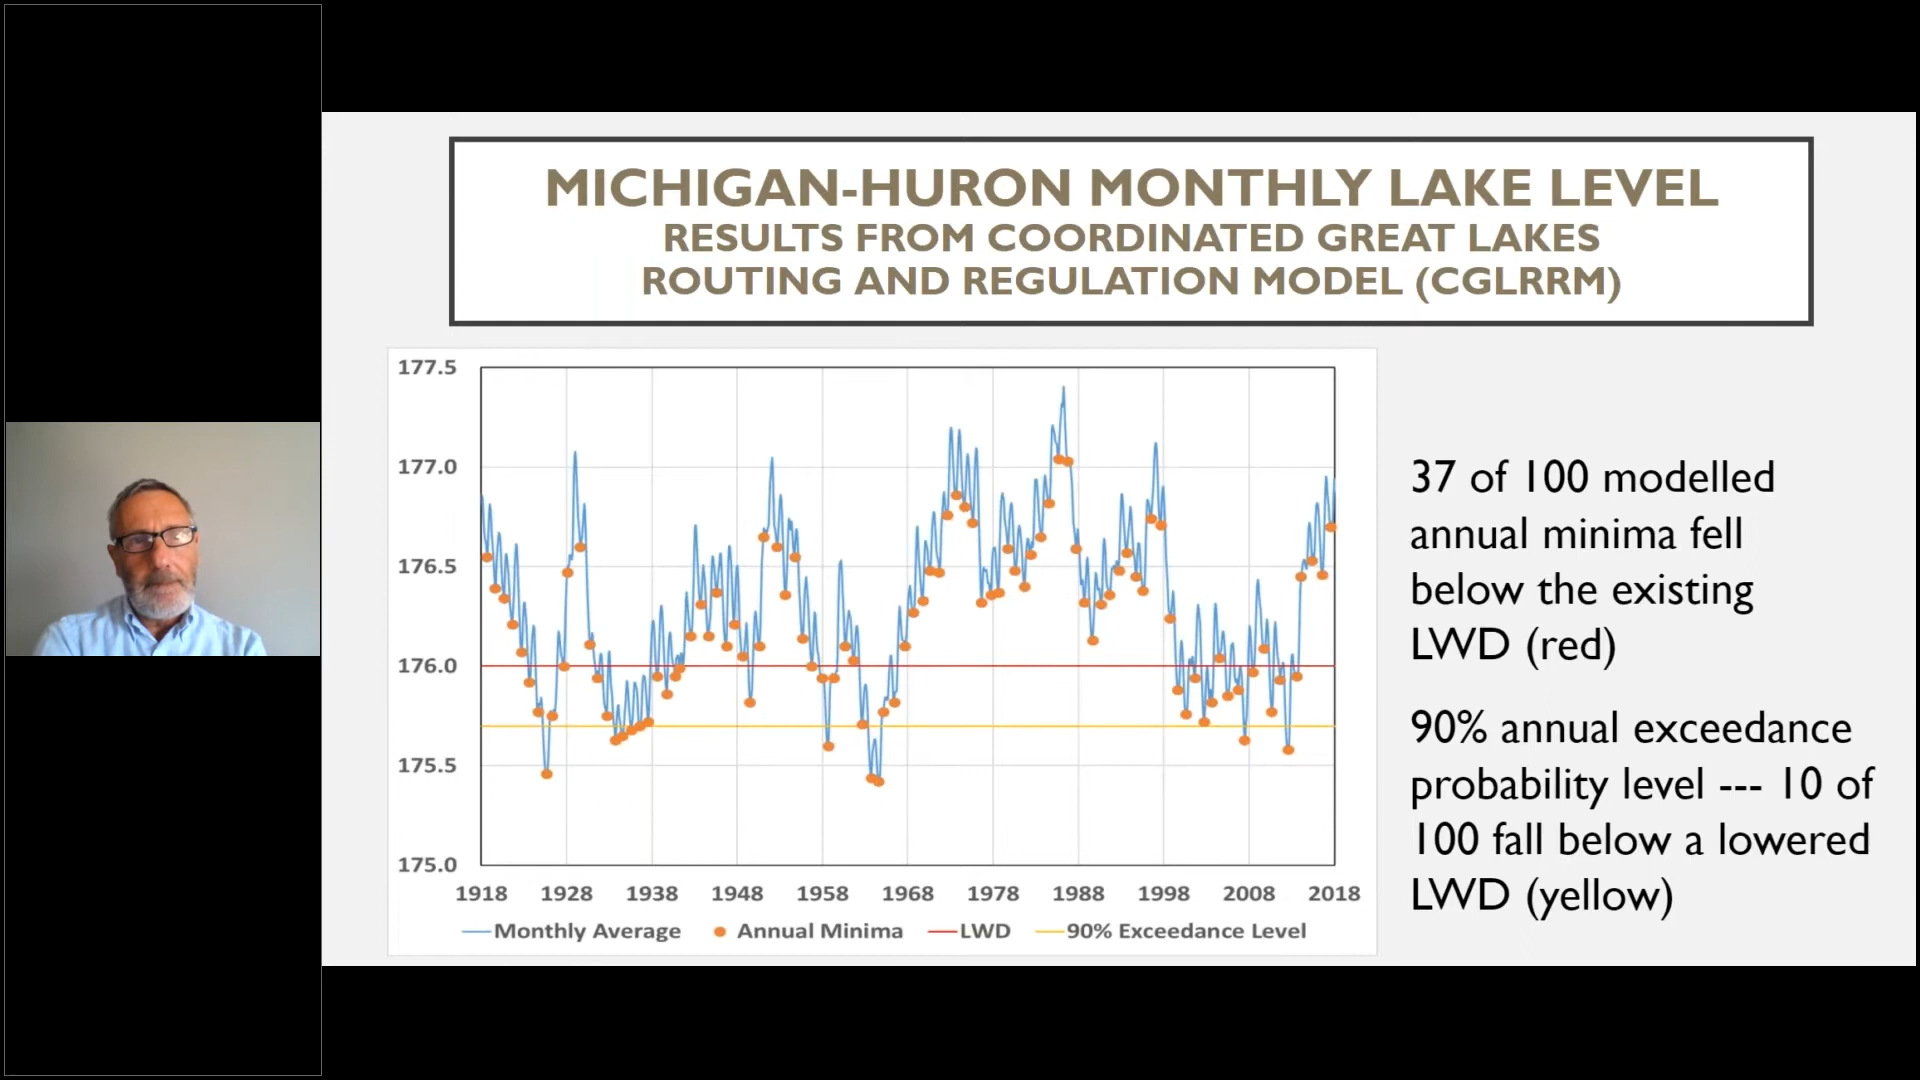 MICHIGAN-HURON MONTHLY LAKE LEVEL
RESULTS FROM COORDINATED GREAT LAKES
ROUTING AND REGULATION MODEL (CGLRRM)
177.5
177.0
176.5
176.0
175.5
175.0
1918 1928 1938 1948 1958 1968 1978 1988 1998 2008 2018
Monthly Average Annual Minima LWD 90% Exceedance Level
37 of 100 modelled
annual minima fell
below the existing
LWD (red)
90% annual exceedance
probability level --- 10 of
100 fall below a lowered
LWD (yellow)